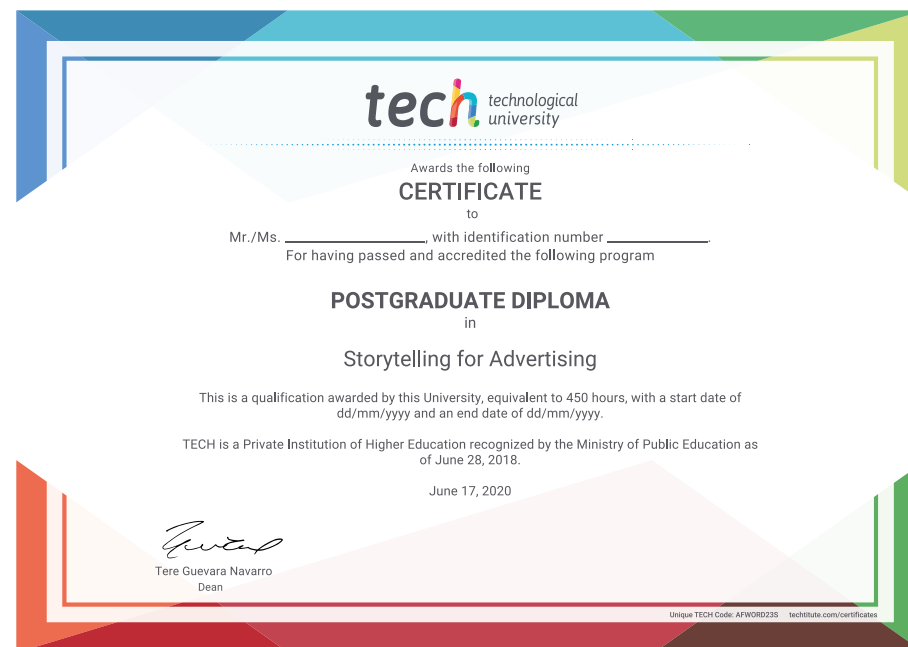 tech technological
university
Awards the following
CERTIFICATE
to
Mr./Ms. ____________, with identification number ____________.
For having passed and accredited the following program
POSTGRADUATE DIPLOMA
in
Storytelling for Advertising
This is a qualification awarded by this University, equivalent to 450 hours, with a start date of
dd/mm/yyyy and an end date of dd/mm/yyyy.
TECH is a Private Institution of Higher Education recognized by the Ministry of Public Education as
of June 28, 2018.
June 17, 2020
Tere Guevara Navarro
Dean
Unique TECH Code: AFWORD23S techtitute.com/certificates